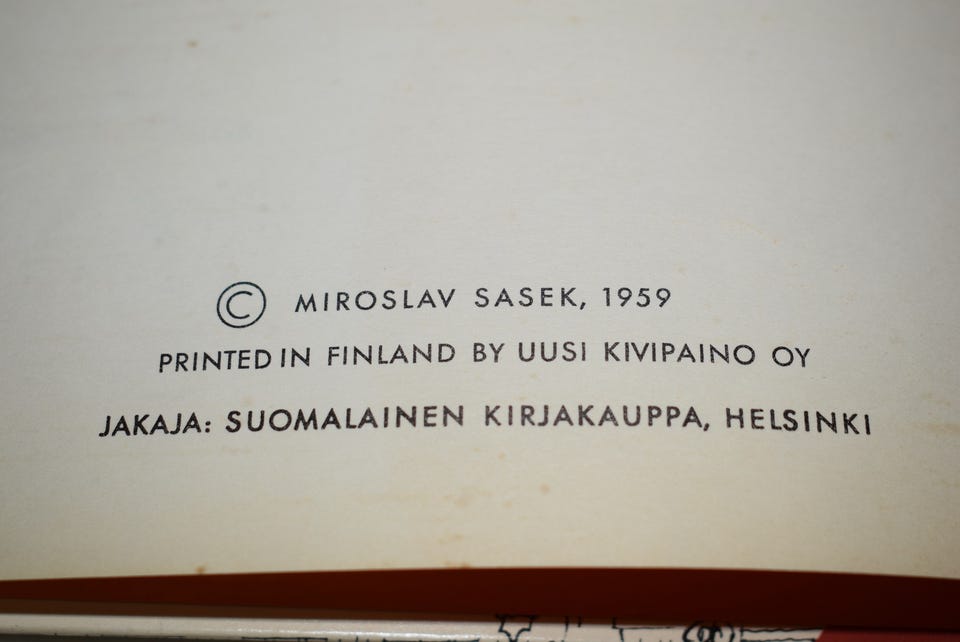 © MIROSLAV SASEK, 1959
PRINTED IN FINLAND BY UUSI KIVIPAINO OY
JAKAJA: SUOMALAINEN KIRJAKAUPPA, HELSINKI